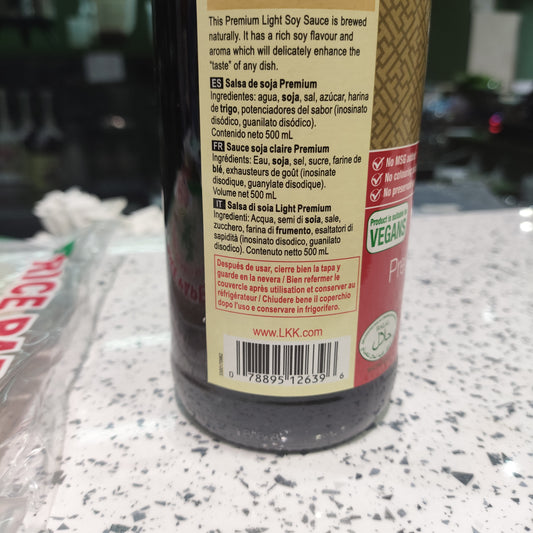 This Premium Light Soy Sauce is brewed
naturally. It has a rich soy flavour and
aroma which will delicately enhance the
"taste" of any dish.
ES Salsa de soja Premium
Ingredientes: agua, soja, sal, azúcar, harina
de trigo, potenciadores del sabor (inosinato
disódico, guanilato disódico).
Contenido neto 500 mL
FR Sauce soja claire Premium
Ingrédients: Eau, soja, sel, sucre, farine de
blé, exhausteurs de goût (inosinate
disodique, guanylate disodique).
Volume net 500 mL
IT Salsa di soia Light Premium
Ingredienti: Acqua, semi di soia, sale,
zucchero, farina di frumento, esaltatori di
sapidità (inosinato disodico, guanilato
disodico). Contenuto netto 500 mL
Después de usar, cierre bien la tapa y
guarde en la nevera / Bien refermer le
couvercle après utilisation et conserver au
réfrigérateur / Chiudere bene il coperchio
dopo l'uso e conservare in frigorifero.
www.LKK.com
0 78895 12639 6
No MSG
No colouring
No preservative
Product is suitable for
VEGANS
Pre
HALAL
RICE PA